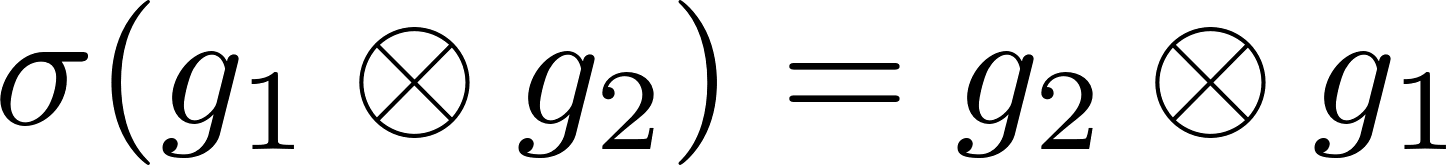 σ(g₁ ⊗ g₂) = g₂ ⊗ g₁